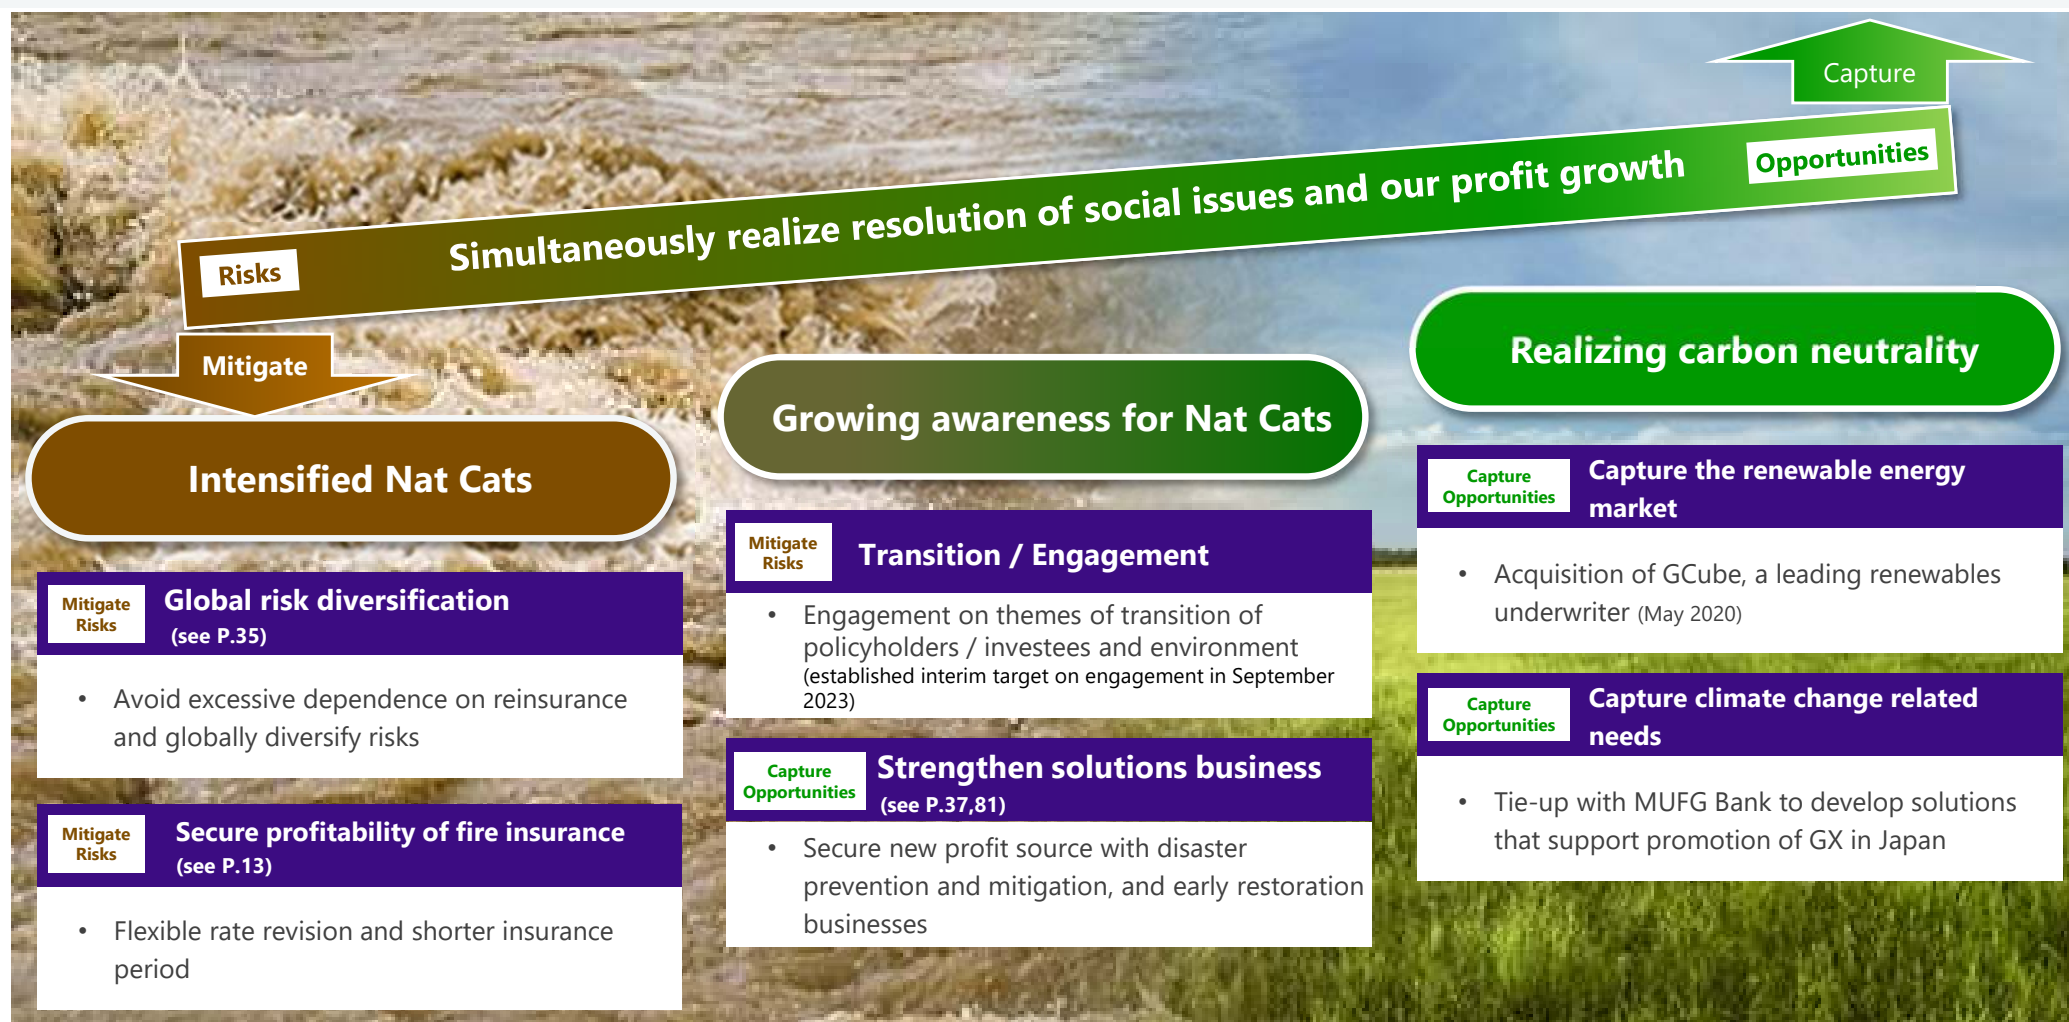 Capture
Simultaneously realize resolution of social issues and our profit growth
Opportunities
Risks
Mitigate
Intensified Nat Cats
Mitigate
Risks
Global risk diversification
(see P.35)
• Avoid excessive dependence on reinsurance
and globally diversify risks
Mitigate
Risks
Secure profitability of fire insurance
(see P.13)
• Flexible rate revision and shorter insurance
period
Growing awareness for Nat Cats
Mitigate
Risks
Transition / Engagement
• Engagement on themes of transition of
policyholders / investees and environment
(established interim target on engagement in September
2023)
Capture
Opportunities
Strengthen solutions business
(see P.37,81)
• Secure new profit source with disaster
prevention and mitigation, and early restoration
businesses
Realizing carbon neutrality
Capture
Opportunities
Capture the renewable energy
market
• Acquisition of GCube, a leading renewables
underwriter (May 2020)
Capture
Opportunities
Capture climate change related
needs
• Tie-up with MUFG Bank to develop solutions
that support promotion of GX in Japan